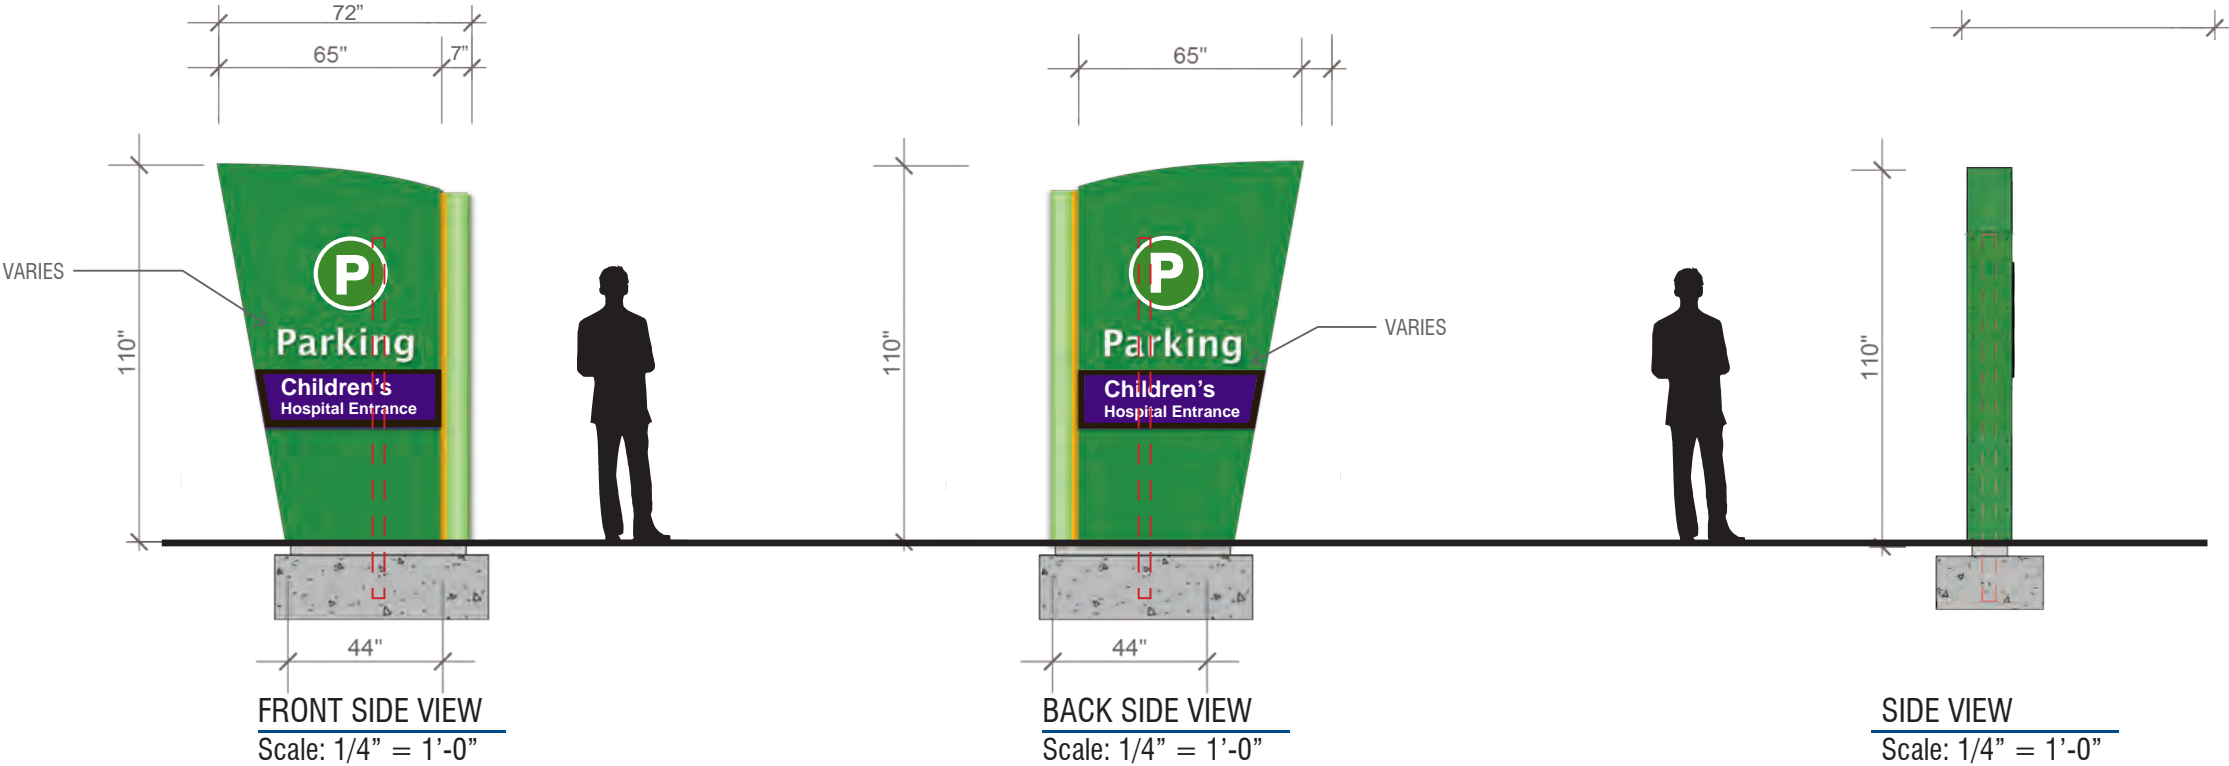 72”
65"
7”
65"
P
Parking
Children's
Hospital Entrance
VARIES
110"
P
Parking
Children's
Hospital Entrance
VARIES
110"
110"
44"
44"
FRONT SIDE VIEW
Scale: 1/4” = 1’-0”
BACK SIDE VIEW
Scale: 1/4” = 1’-0”
SIDE VIEW
Scale: 1/4” = 1’-0”